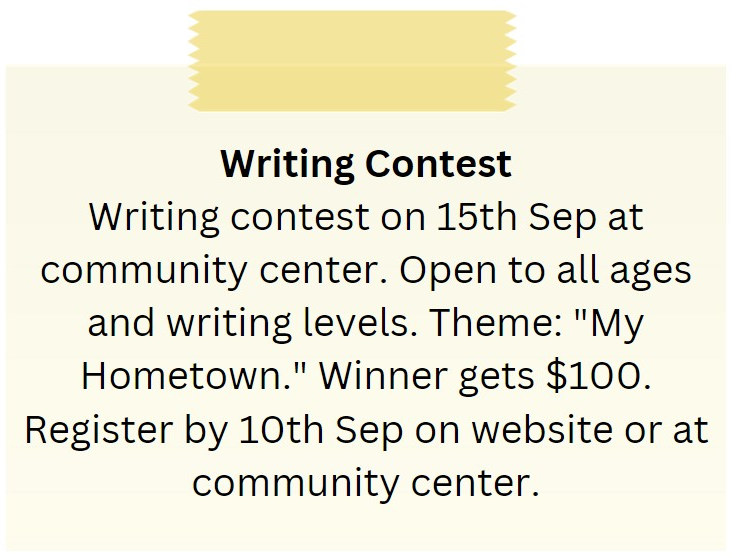 Writing Contest
Writing contest on 15th Sep at
community center. Open to all ages
and writing levels. Theme: "My
Hometown." Winner gets $100.
Register by 10th Sep on website or at
community center.